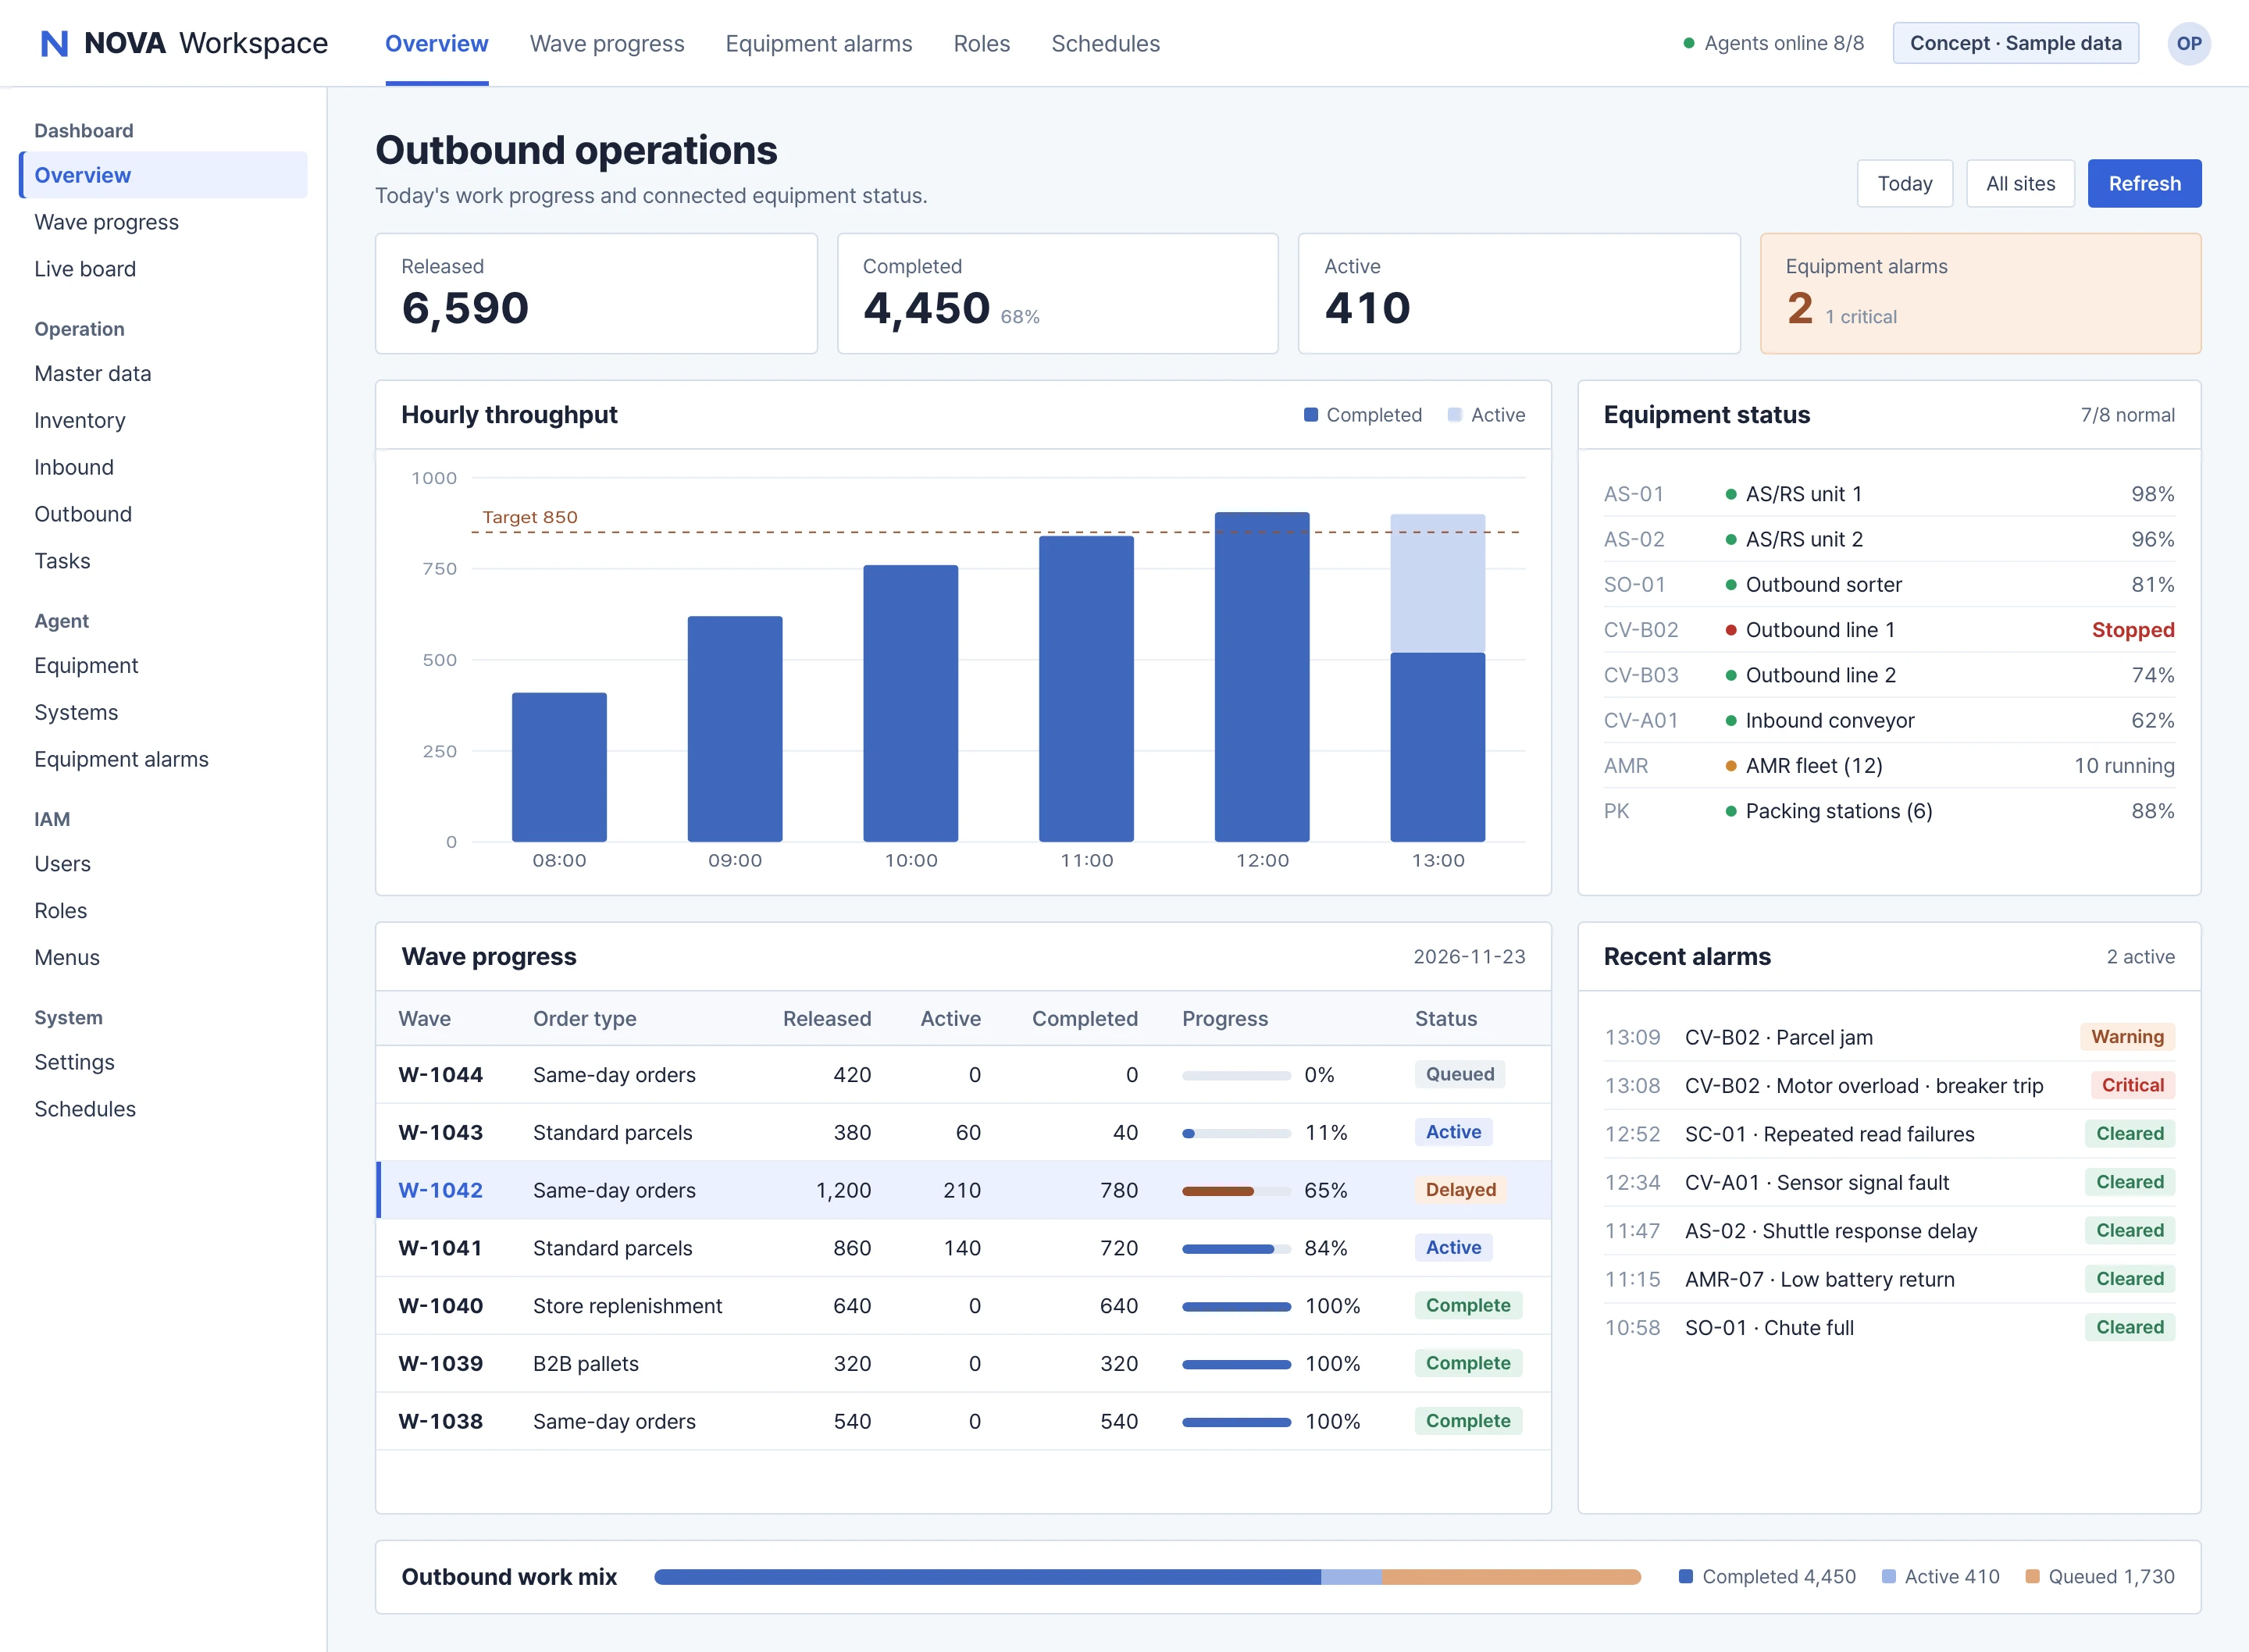 NOVA Workspace
Overview
Wave progress
Equipment alarms
Roles
Schedules
Agents online 8/8
Concept · Sample data
OP
Dashboard
Overview
Wave progress
Live board
Operation
Master data
Inventory
Inbound
Outbound
Tasks
Agent
Equipment
Systems
Equipment alarms
IAM
Users
Roles
Menus
System
Settings
Schedules
Outbound operations
Today's work progress and connected equipment status.
Today
All sites
Refresh
Released
6,590
Completed
4,450 68%
Active
410
Equipment alarms
2 1 critical
Hourly throughput
Completed
Active
1000
Target 850
750
500
250
0
08:00 09:00 10:00 11:00 12:00 13:00
Equipment status 7/8 normal
AS-01 AS/RS unit 1 98%
AS-02 AS/RS unit 2 96%
SO-01 Outbound sorter 81%
CV-B02 Outbound line 1 Stopped
CV-B03 Outbound line 2 74%
CV-A01 Inbound conveyor 62%
AMR AMR fleet (12) 10 running
PK Packing stations (6) 88%
Wave progress 2026-11-23
Wave Order type Released Active Completed Progress Status
W-1044 Same-day orders 420 0 0 0% Queued
W-1043 Standard parcels 380 60 40 11% Active
W-1042 Same-day orders 1,200 210 780 65% Delayed
W-1041 Standard parcels 860 140 720 84% Active
W-1040 Store replenishment 640 0 640 100% Complete
W-1039 B2B pallets 320 0 320 100% Complete
W-1038 Same-day orders 540 0 540 100% Complete
Recent alarms 2 active
13:09 CV-B02 · Parcel jam Warning
13:08 CV-B02 · Motor overload · breaker trip Critical
12:52 SC-01 · Repeated read failures Cleared
12:34 CV-A01 · Sensor signal fault Cleared
11:47 AS-02 · Shuttle response delay Cleared
11:15 AMR-07 · Low battery return Cleared
10:58 SO-01 · Chute full Cleared
Outbound work mix
Completed 4,450
Active 410
Queued 1,730